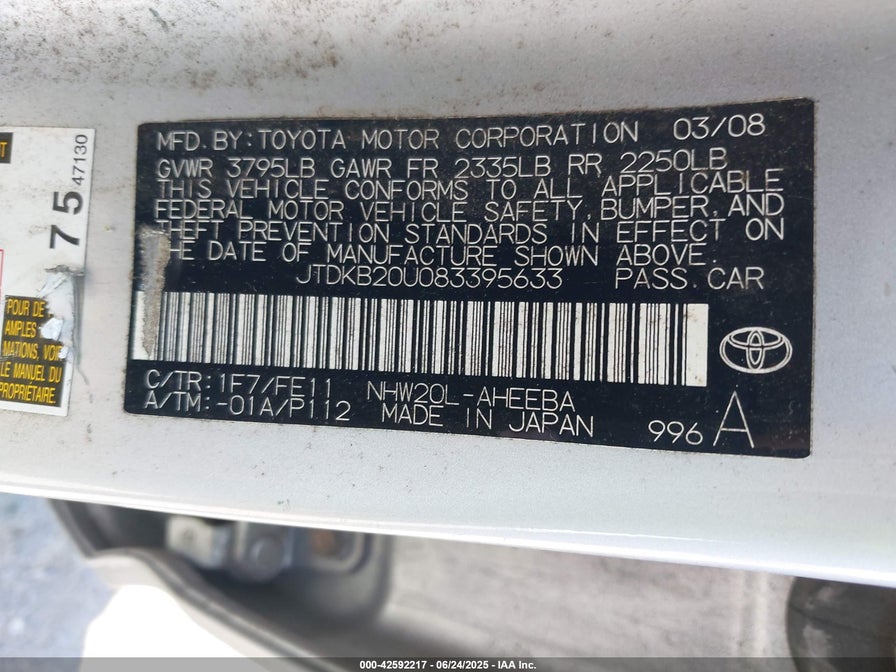 MFD.BY:TOYOTA MOTOR CORPORATION 03/08
GVWR 3795LB GAWR FR 2335LB RR 2250LB
THIS VEHICLE CONFORMS TO ALL APPLICABLE
FEDERAL MOTOR VEHICLE SAFETY, BUMPER, AND
THEFT PREVENTION STANDARDS IN EFFECT ON
HE DATE OF MANUFACTURE SHOWN ABOVE.
JTDKB20U083395633 PASS.CAR
C/TR:1F7/FE11 NHW20L-AHEEBA
A/TM:-01A/P112 MADE IN JAPAN 996 A
75 47130
POUR DE
AMPLES
MATIONS, VOI
LE MANUEL DU
PROPRIÉTAIRE
000-42592217 - 06/24/2025 - IAA Inc.